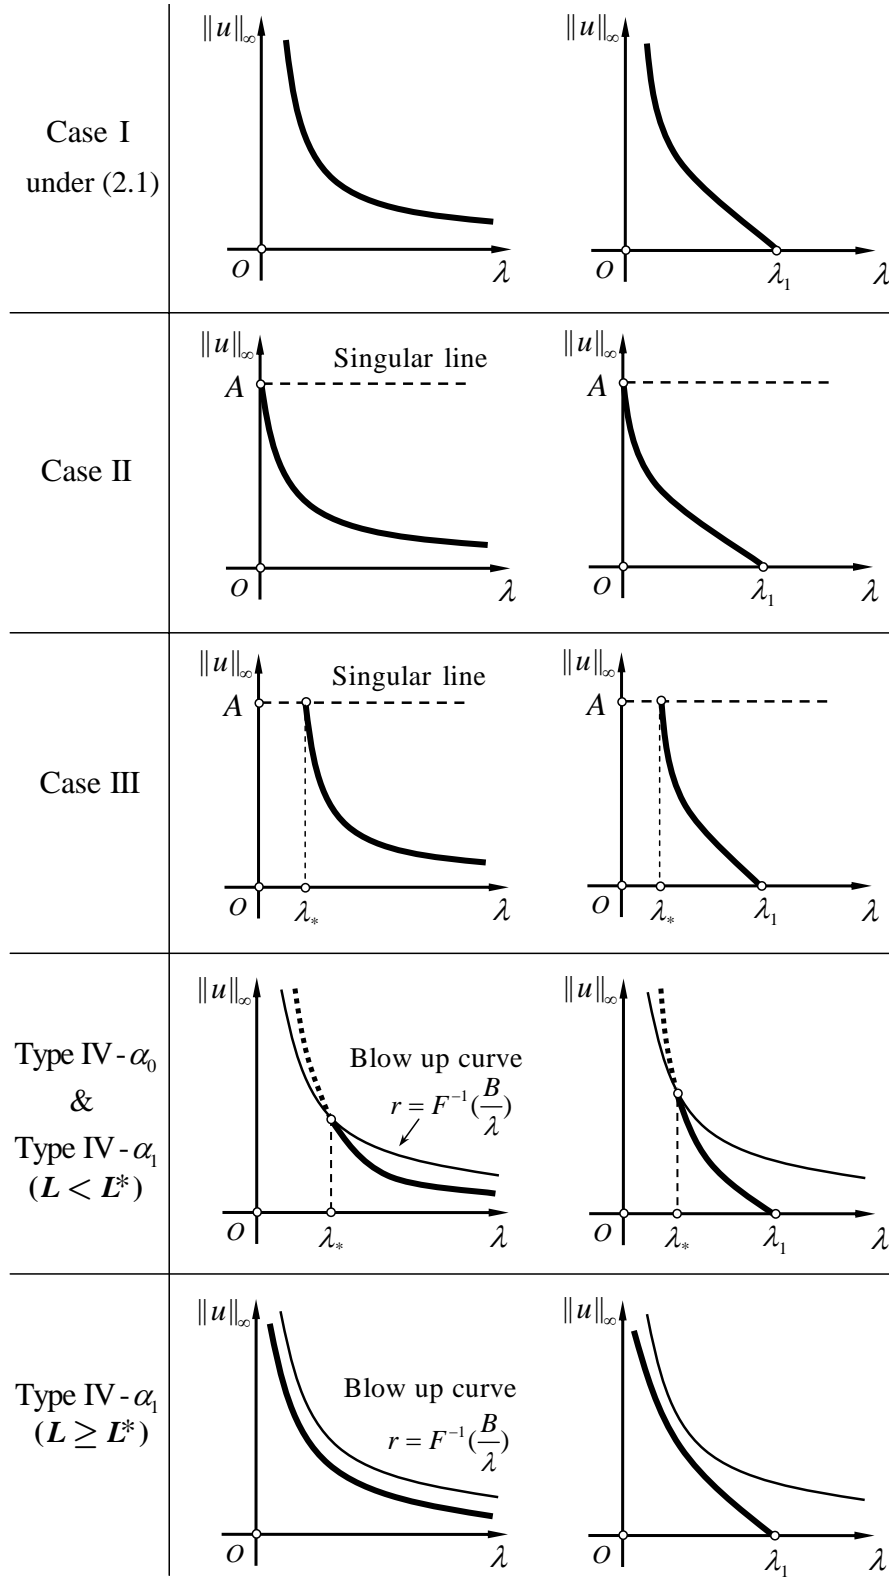 ‖u‖∞ ‖u‖∞
Case I
under (2.1)
O λ O λ₁ λ
‖u‖∞ Singular line ‖u‖∞
A A
Case II
O λ O λ₁ λ
‖u‖∞ Singular line ‖u‖∞
A A
Case III
O λ* λ O λ* λ₁ λ
‖u‖∞ ‖u‖∞
Type IV - α₀
&
Type IV - α₁
(L < L*)
Blow up curve
r = F⁻¹(B/λ)
O λ* λ O λ* λ₁ λ
‖u‖∞ ‖u‖∞
Type IV - α₁
(L ≥ L*)
Blow up curve
r = F⁻¹(B/λ)
O λ O λ₁ λ